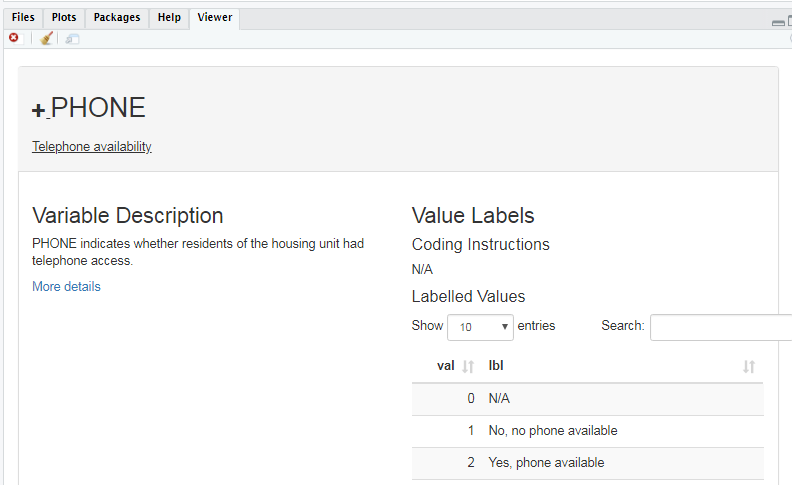 Files Plots Packages Help Viewer
+ PHONE
Telephone availability
Variable Description
PHONE indicates whether residents of the housing unit had
telephone access.
More details
Value Labels
Coding Instructions
N/A
Labelled Values
Show 10 entries Search:
val lbl
0 N/A
1 No, no phone available
2 Yes, phone available